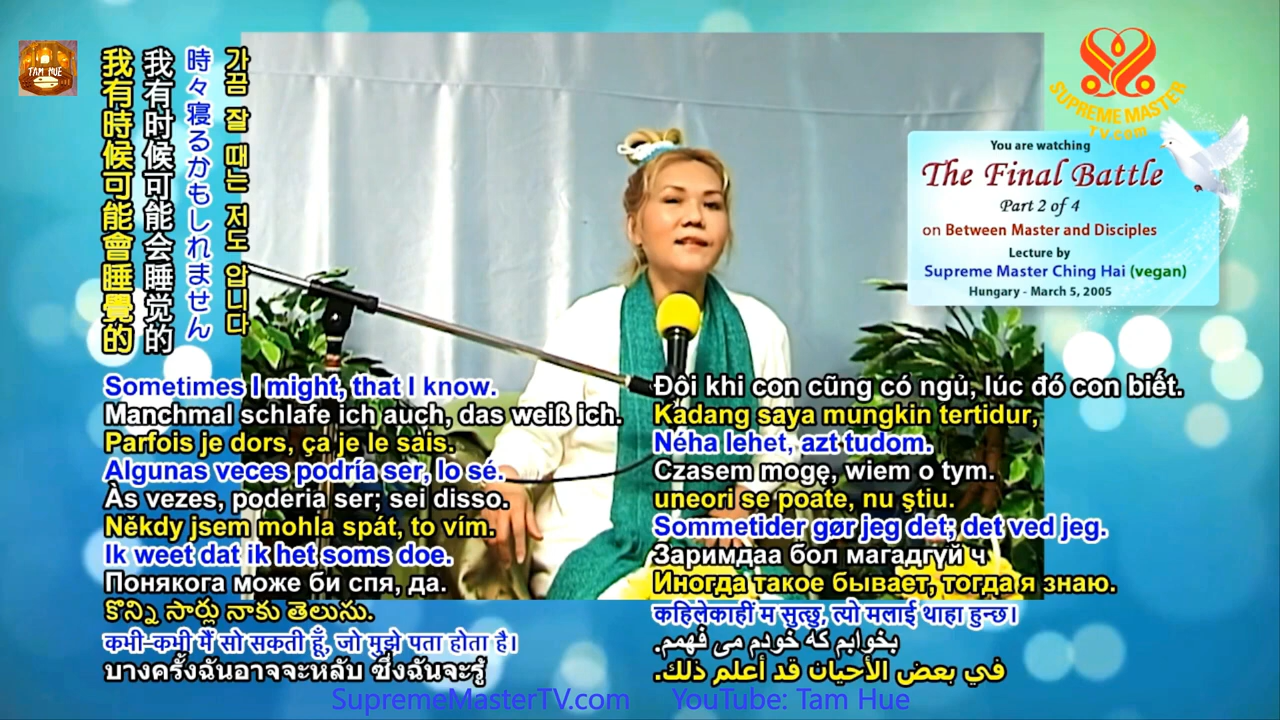 TAM HUE
我有時候可能會睡覺的
我有时候可能会睡觉的
時々寝るかもしれません
가끔 잘 때는 저도 압니다
SUPREME MASTER
TV.com
You are watching
The Final Battle
Part 2 of 4
on Between Master and Disciples
Lecture by
Supreme Master Ching Hai (vegan)
Hungary - March 5, 2005
Sometimes I might, that I know.
Manchmal schlafe ich auch, das weiß ich.
Parfois je dors, ça je le sais.
Algunas veces podría ser, lo sé.
Às vezes, poderia ser; sei disso.
Někdy jsem mohla spát, to vím.
Ik weet dat ik het soms doe.
Понякога може би спя, да.
కొన్ని సార్లు నాకు తెలుసు.
कभी-कभी मैं सो सकती हूँ, जो मुझे पता होता है।
บางครั้งฉันอาจจะหลับ ซึ่งฉันจะรู้
Đôi khi con cũng có ngủ, lúc đó con biết.
Kadang saya mungkin tertidur,
Néha lehet, azt tudom.
Czasem mogę, wiem o tym.
uneori se poate, nu ştiu.
Sommetider gør jeg det; det ved jeg.
Заримдаа бол магадгүй ч
Иногда такое бывает, тогда я знаю.
कहिलेकाहीं म सुत्छु, त्यो मलाई थाहा हुन्छ।
بخوابم که خودم می فهمم.
في بعض الأحيان قد أعلم ذلك.
SupremeMasterTV.com YouTube: Tam Hue